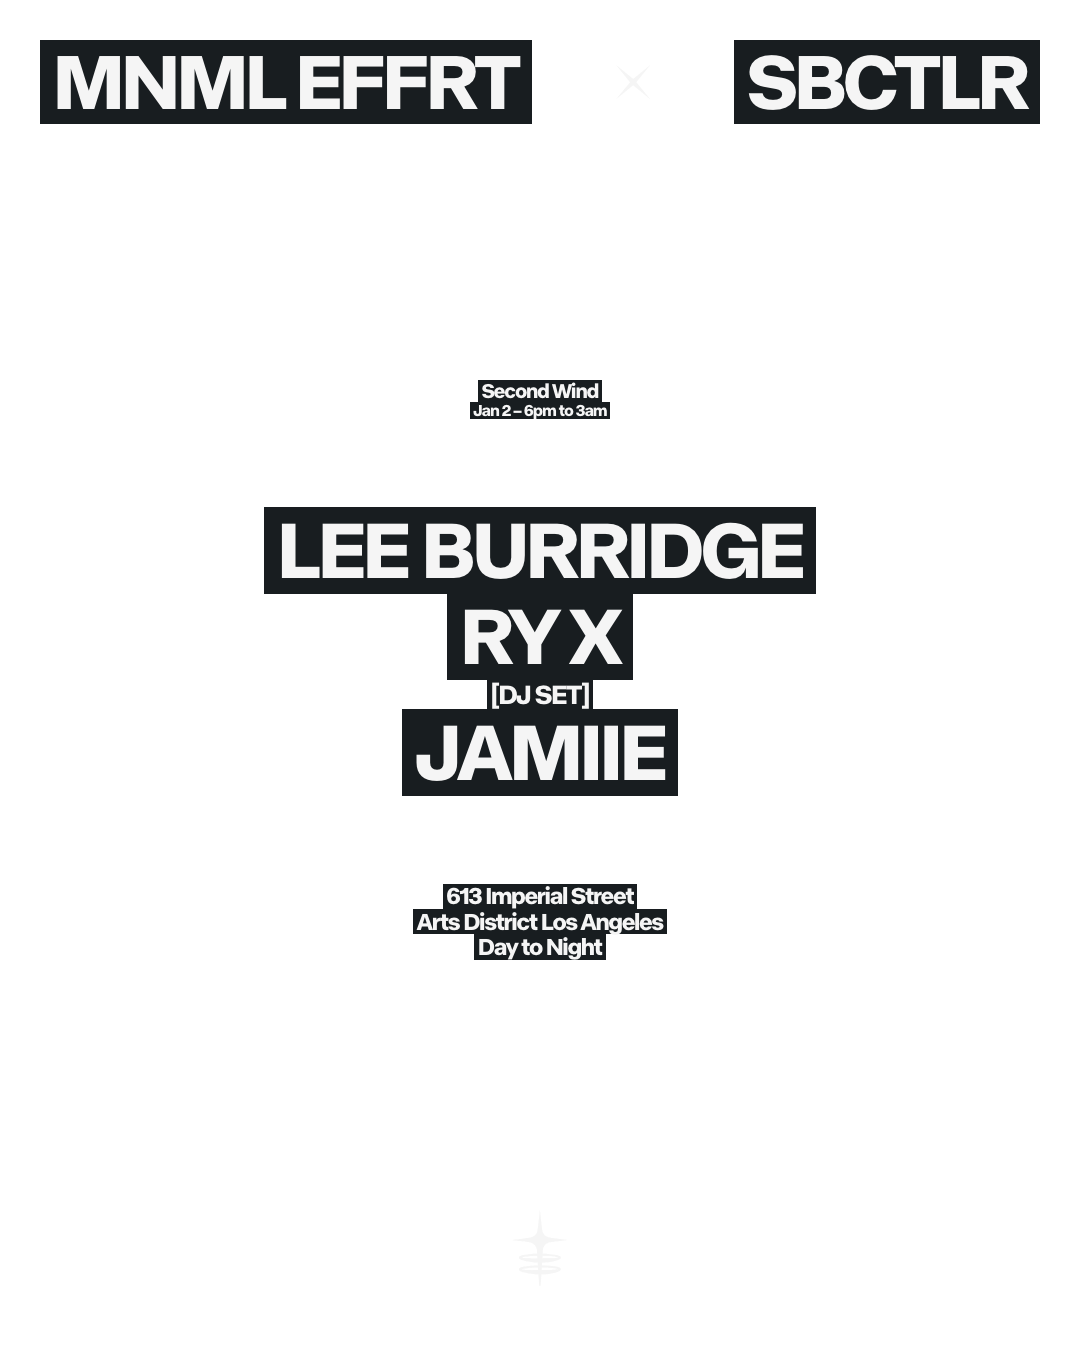 MNML EFFRT × SBCTLR
Second Wind
Jan 2 – 6pm to 3am
LEE BURRIDGE
RY X
[DJ SET]
JAMIIE
613 Imperial Street
Arts District Los Angeles
Day to Night